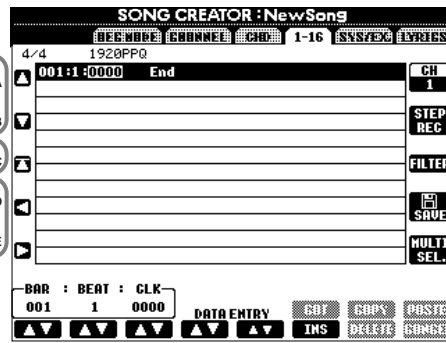 SONG CREATOR : NewSong
REC MODE CHANNEL CHD 1-16 SYS/EX. LYRICS
4/4 1920PPQ
001:1:0000 End
CH
1
STEP
REC
FILTER
SAVE
MULTI
SEL.
BAR : BEAT : CLK
001 1 0000
DATA ENTRY
CUT COPY PASTE
INS DELETE CANCEL